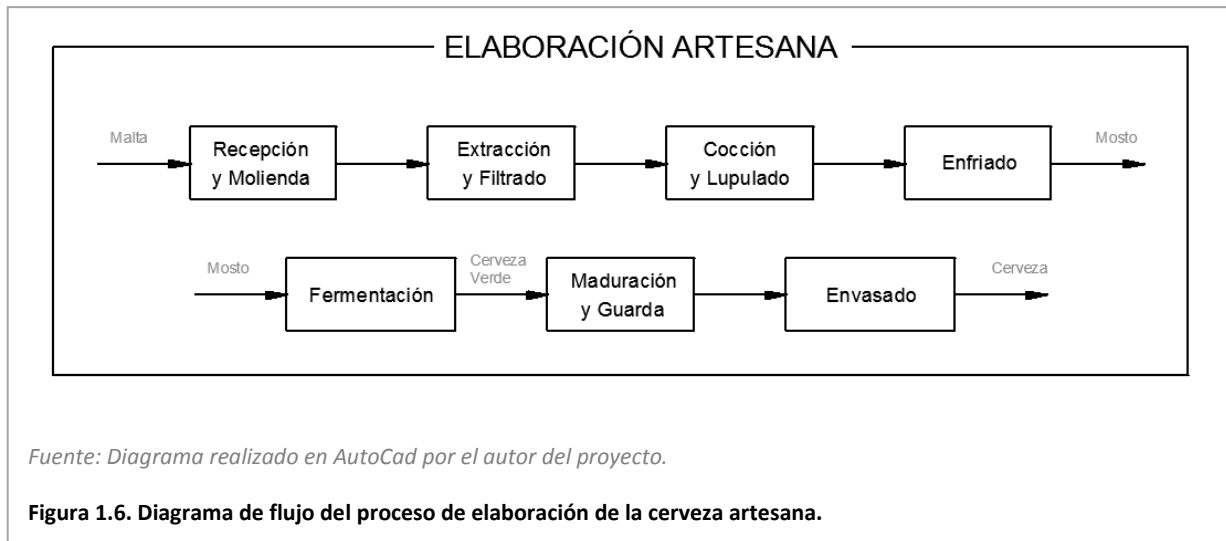 ELABORACIÓN ARTESANA
Malta
Recepción
y Molienda
Extracción
y Filtrado
Cocción
y Lupulado
Enfriado
Mosto
Mosto
Fermentación
Cerveza
Verde
Maduración
y Guarda
Envasado
Cerveza
Fuente: Diagrama realizado en AutoCad por el autor del proyecto.
Figura 1.6. Diagrama de flujo del proceso de elaboración de la cerveza artesana.